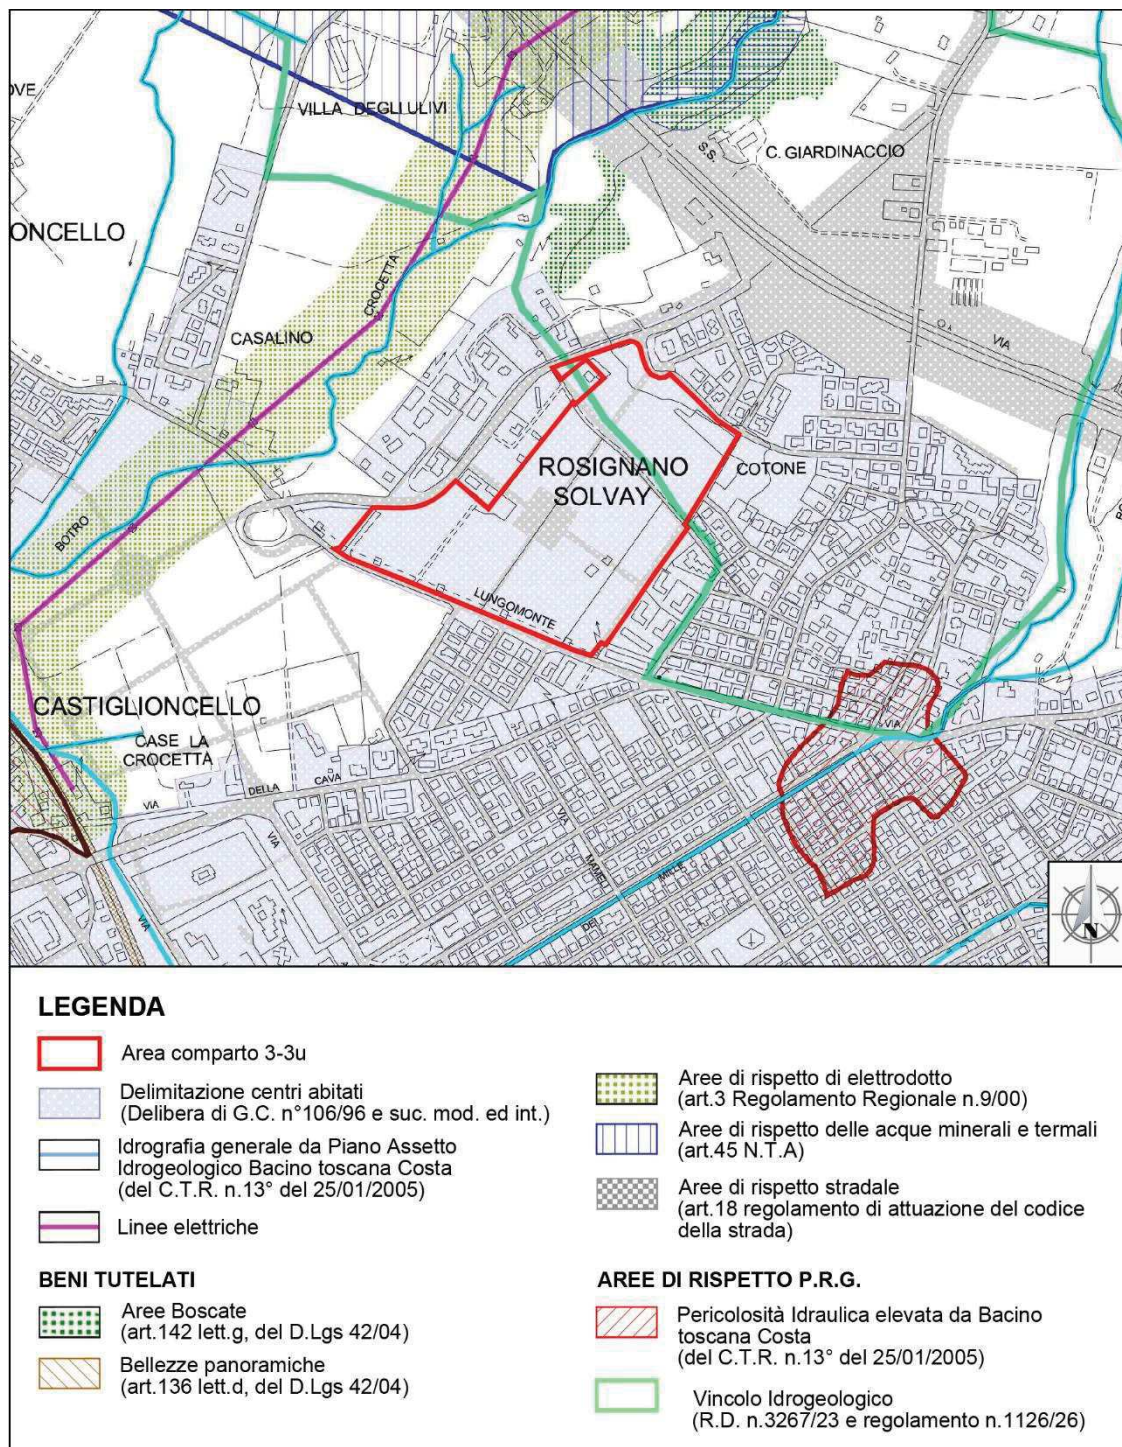 OVE
VILLA DEGLI ULIVI
S.S.
C. GIARDINACCIO
ONCELLO
CROCETTA
CASALINO
VIA
ROSIGNANO
SOLVAY
COTONE
BOTRO
LUNGOMONTE
CASTIGLIONCELLO
CASE LA
CROCETTA
VIA
DELLA
CAVA
VIA
VIA
MAMELI
VIA
DEI
MILLE
VIA
N
LEGENDA
Area comparto 3-3u
Delimitazione centri abitati
(Delibera di G.C. n°106/96 e suc. mod. ed int.)
Idrografia generale da Piano Assetto
Idrogeologico Bacino toscana Costa
(del C.T.R. n.13° del 25/01/2005)
Linee elettriche
BENI TUTELATI
Aree Boscate
(art.142 lett.g, del D.Lgs 42/04)
Bellezze panoramiche
(art.136 lett.d, del D.Lgs 42/04)
Aree di rispetto di elettrodotto
(art.3 Regolamento Regionale n.9/00)
Aree di rispetto delle acque minerali e termali
(art.45 N.T.A)
Aree di rispetto stradale
(art.18 regolamento di attuazione del codice
della strada)
AREE DI RISPETTO P.R.G.
Pericolosità Idraulica elevata da Bacino
toscana Costa
(del C.T.R. n.13° del 25/01/2005)
Vincolo Idrogeologico
(R.D. n.3267/23 e regolamento n.1126/26)